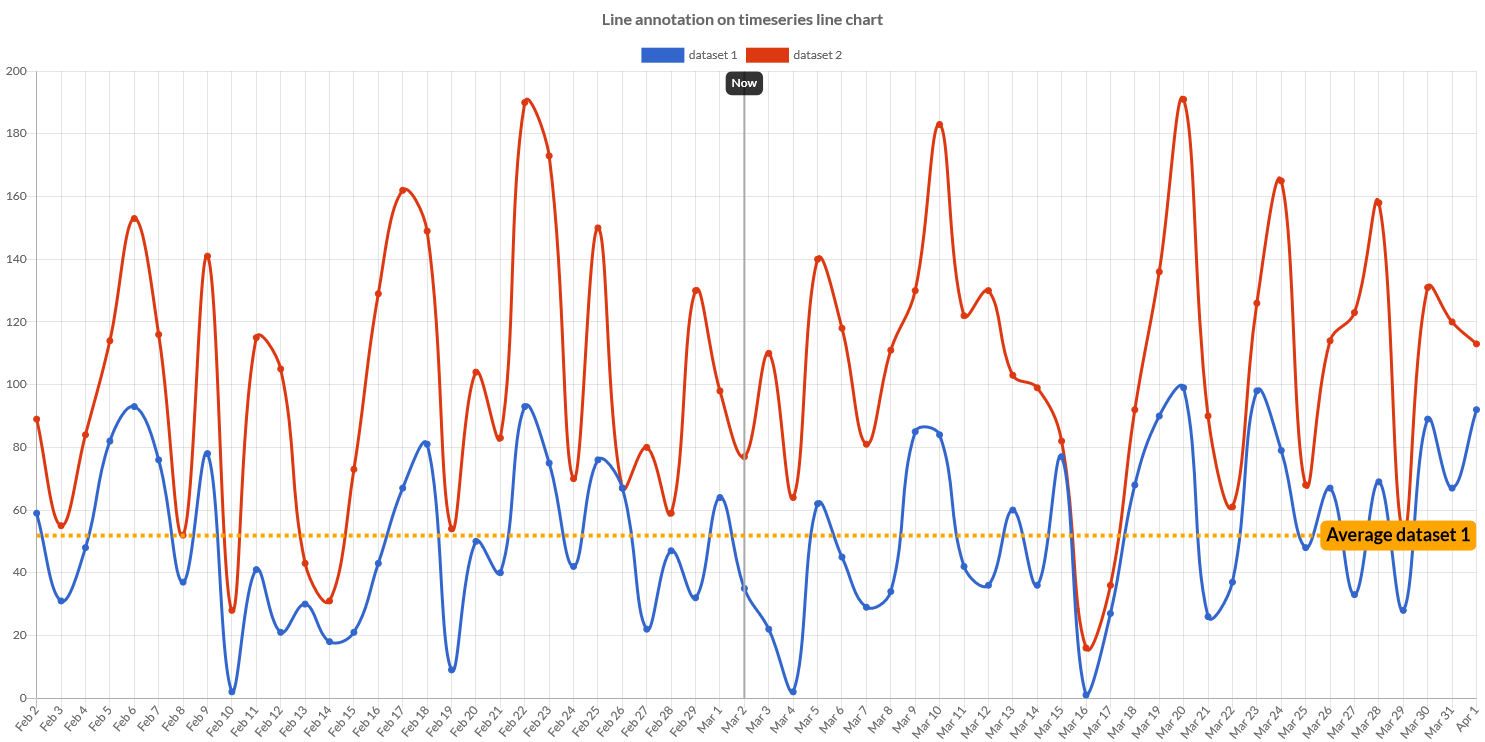 Line annotation on timeseries line chart
dataset 1 dataset 2
Now
200
180
160
140
120
100
80
60
40
20
0
Average dataset 1
Feb 2 Feb 3 Feb 4 Feb 5 Feb 6 Feb 7 Feb 8 Feb 9 Feb 10 Feb 11 Feb 12 Feb 13 Feb 14 Feb 15 Feb 16 Feb 17 Feb 18 Feb 19 Feb 20 Feb 21 Feb 22 Feb 23 Feb 24 Feb 25 Feb 26 Feb 27 Feb 28 Feb 29 Mar 1 Mar 2 Mar 3 Mar 4 Mar 5 Mar 6 Mar 7 Mar 8 Mar 9 Mar 10 Mar 11 Mar 12 Mar 13 Mar 14 Mar 15 Mar 16 Mar 17 Mar 18 Mar 19 Mar 20 Mar 21 Mar 22 Mar 23 Mar 24 Mar 25 Mar 26 Mar 27 Mar 28 Mar 29 Mar 30 Mar 31 Apr 1